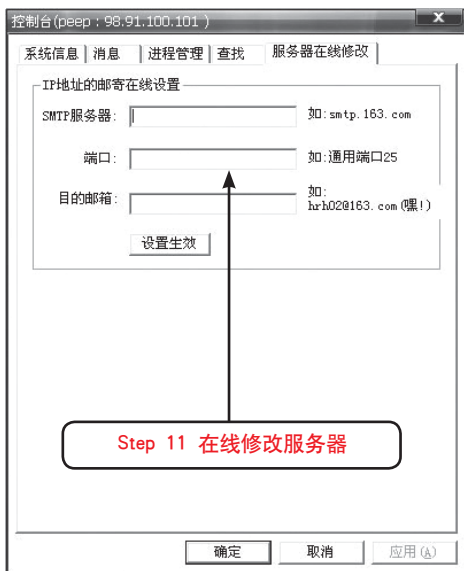 控制台(peep : 98.91.100.101 )
系统信息 消息 进程管理 查找 服务器在线修改
IP地址的邮寄在线设置
SMTP服务器: 如:smtp.163.com
端口: 如:通用端口25
目的邮箱: 如:
hrh02@163.com(嘿!)
设置生效
Step 11 在线修改服务器
确定 取消 应用(A)